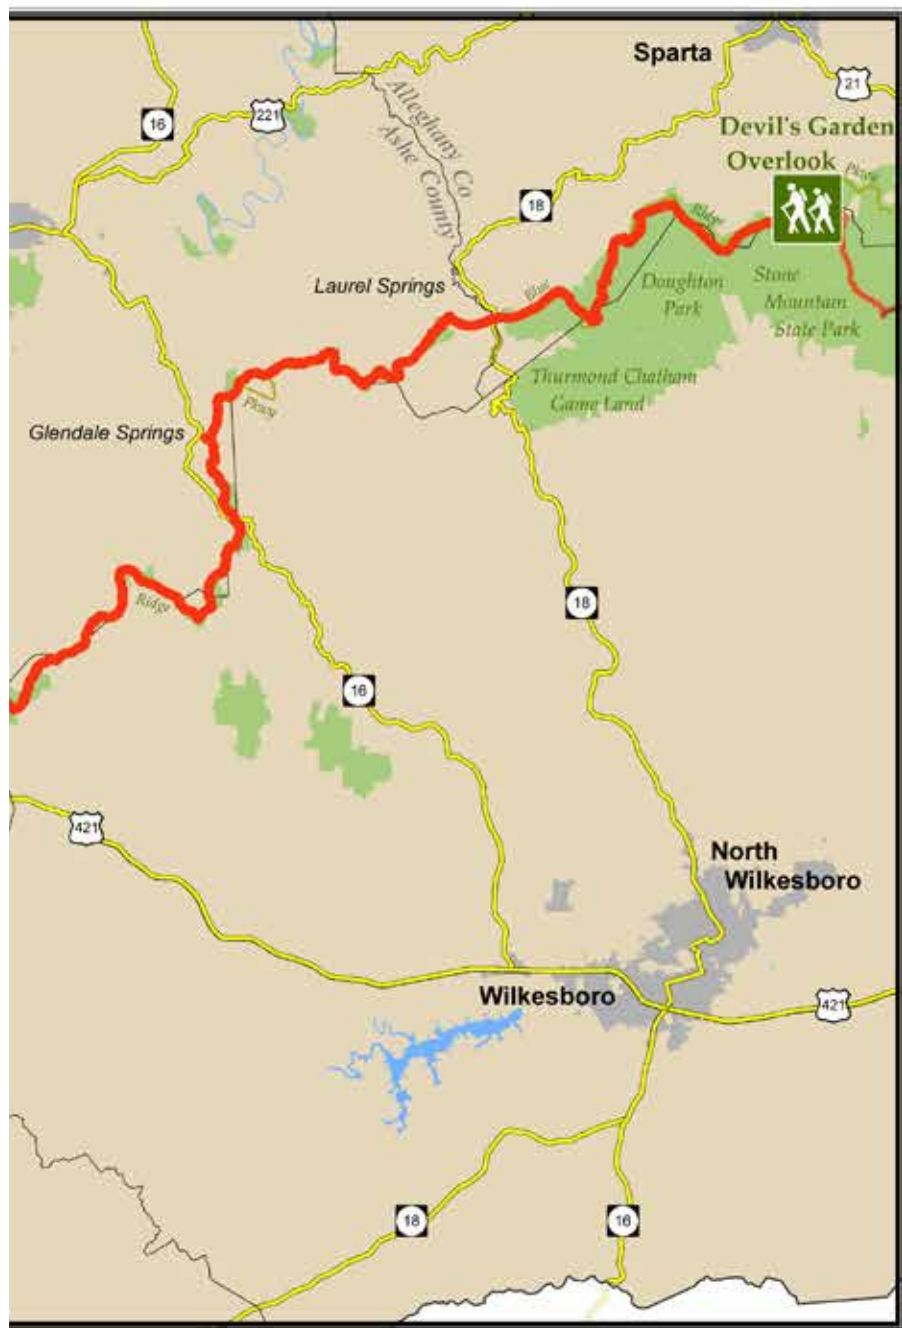 Sparta
21
16
221
Devil's Garden
Overlook
Pkwy
Alleghany Co
Ashe County
18
Ridge
Laurel Springs
Blue
Doughton
Park
Stone
Mountain
State Park
Thurmond Chatham
Game Land
Pkwy
Glendale Springs
Ridge
18
16
421
North
Wilkesboro
Wilkesboro
421
18
16